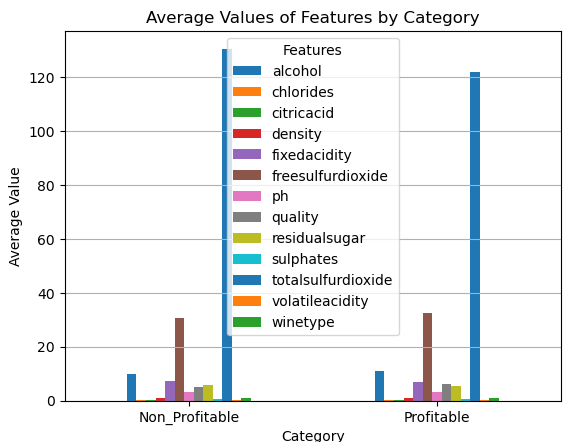 Average Values of Features by Category
Features
alcohol
chlorides
citricacid
density
fixedacidity
freesulfurdioxide
ph
quality
residualsugar
sulphates
totalsulfurdioxide
volatileacidity
winetype
Average Value
120
100
80
60
40
20
0
Non_Profitable Profitable
Category